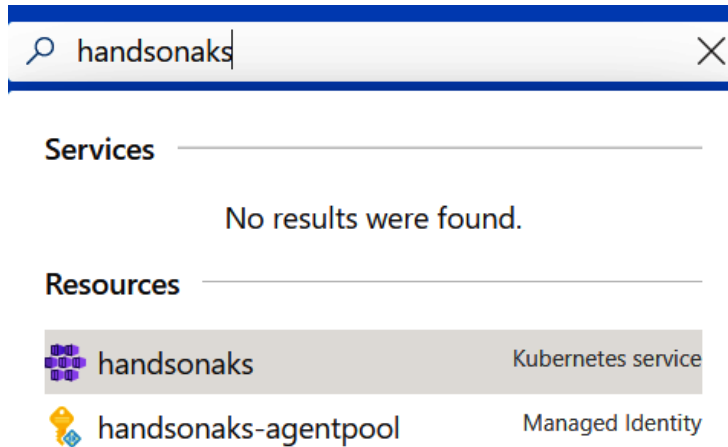 handsonaks
Services
No results were found.
Resources
handsonaks Kubernetes service
handsonaks-agentpool Managed Identity